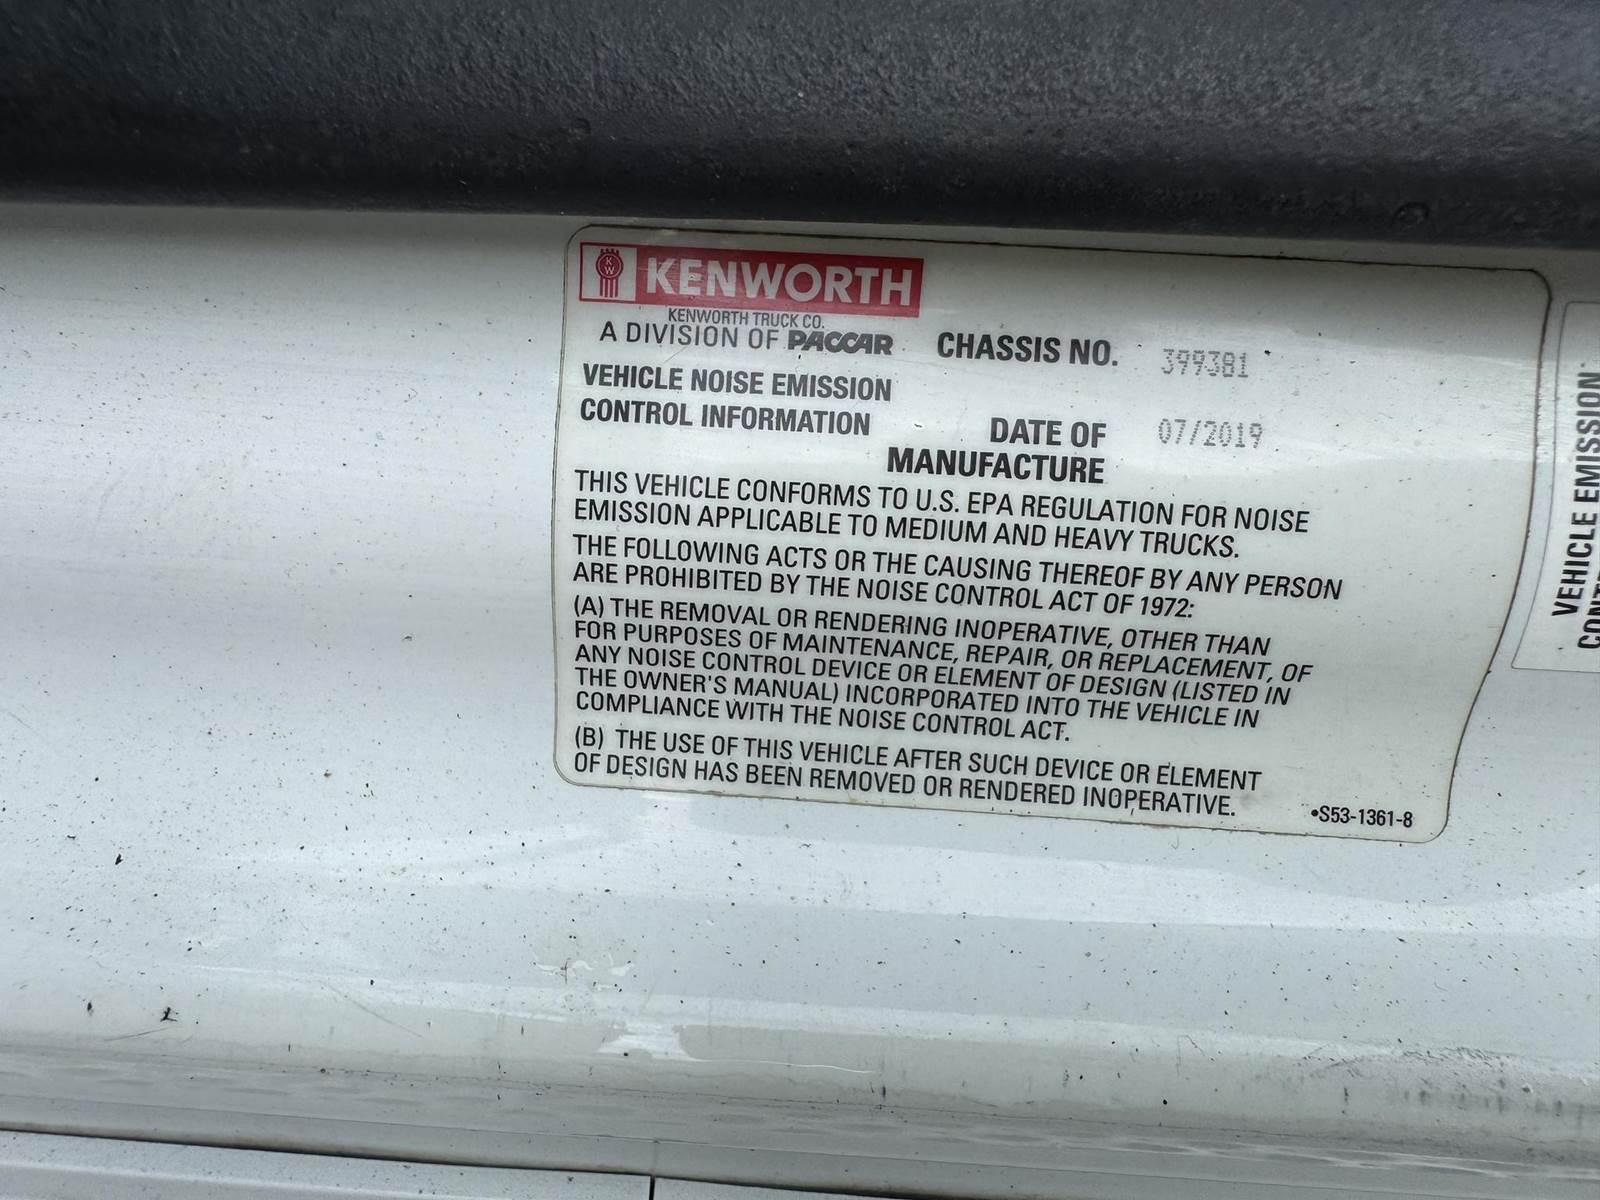 KW KENWORTH
KENWORTH TRUCK CO.
A DIVISION OF PACCAR
CHASSIS NO. 399381
VEHICLE NOISE EMISSION
CONTROL INFORMATION
DATE OF
MANUFACTURE
07/2019
THIS VEHICLE CONFORMS TO U.S. EPA REGULATION FOR NOISE
EMISSION APPLICABLE TO MEDIUM AND HEAVY TRUCKS.
THE FOLLOWING ACTS OR THE CAUSING THEREOF BY ANY PERSON
ARE PROHIBITED BY THE NOISE CONTROL ACT OF 1972:
(A) THE REMOVAL OR RENDERING INOPERATIVE, OTHER THAN
FOR PURPOSES OF MAINTENANCE, REPAIR, OR REPLACEMENT, OF
ANY NOISE CONTROL DEVICE OR ELEMENT OF DESIGN (LISTED IN
THE OWNER'S MANUAL) INCORPORATED INTO THE VEHICLE IN
COMPLIANCE WITH THE NOISE CONTROL ACT.
(B) THE USE OF THIS VEHICLE AFTER SUCH DEVICE OR ELEMENT
OF DESIGN HAS BEEN REMOVED OR RENDERED INOPERATIVE.
•S53-1361-8
VEHICLE EMISSION